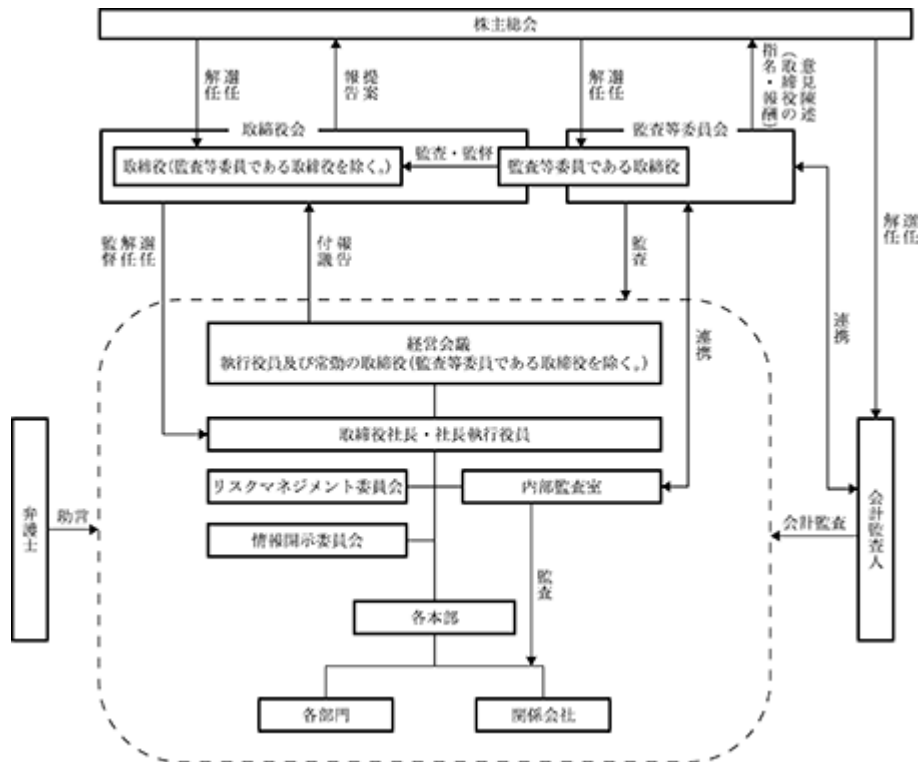 株主総会
選任
解任
提案
報告
選任
解任
意見陳述
(取締役の
指名・報酬)
選任
解任
取締役会
監査等委員会
取締役(監査等委員である取締役を除く。)
監査・監督
監査等委員である取締役
選任
解任
監督
報告
付議
監査
連携
連携
経営会議
執行役員及び常勤の取締役(監査等委員である取締役を除く。)
取締役社長・社長執行役員
リスクマネジメント委員会
内部監査室
情報開示委員会
弁護士
助言
会計監査
会計監査人
監査
各本部
各部門
関係会社